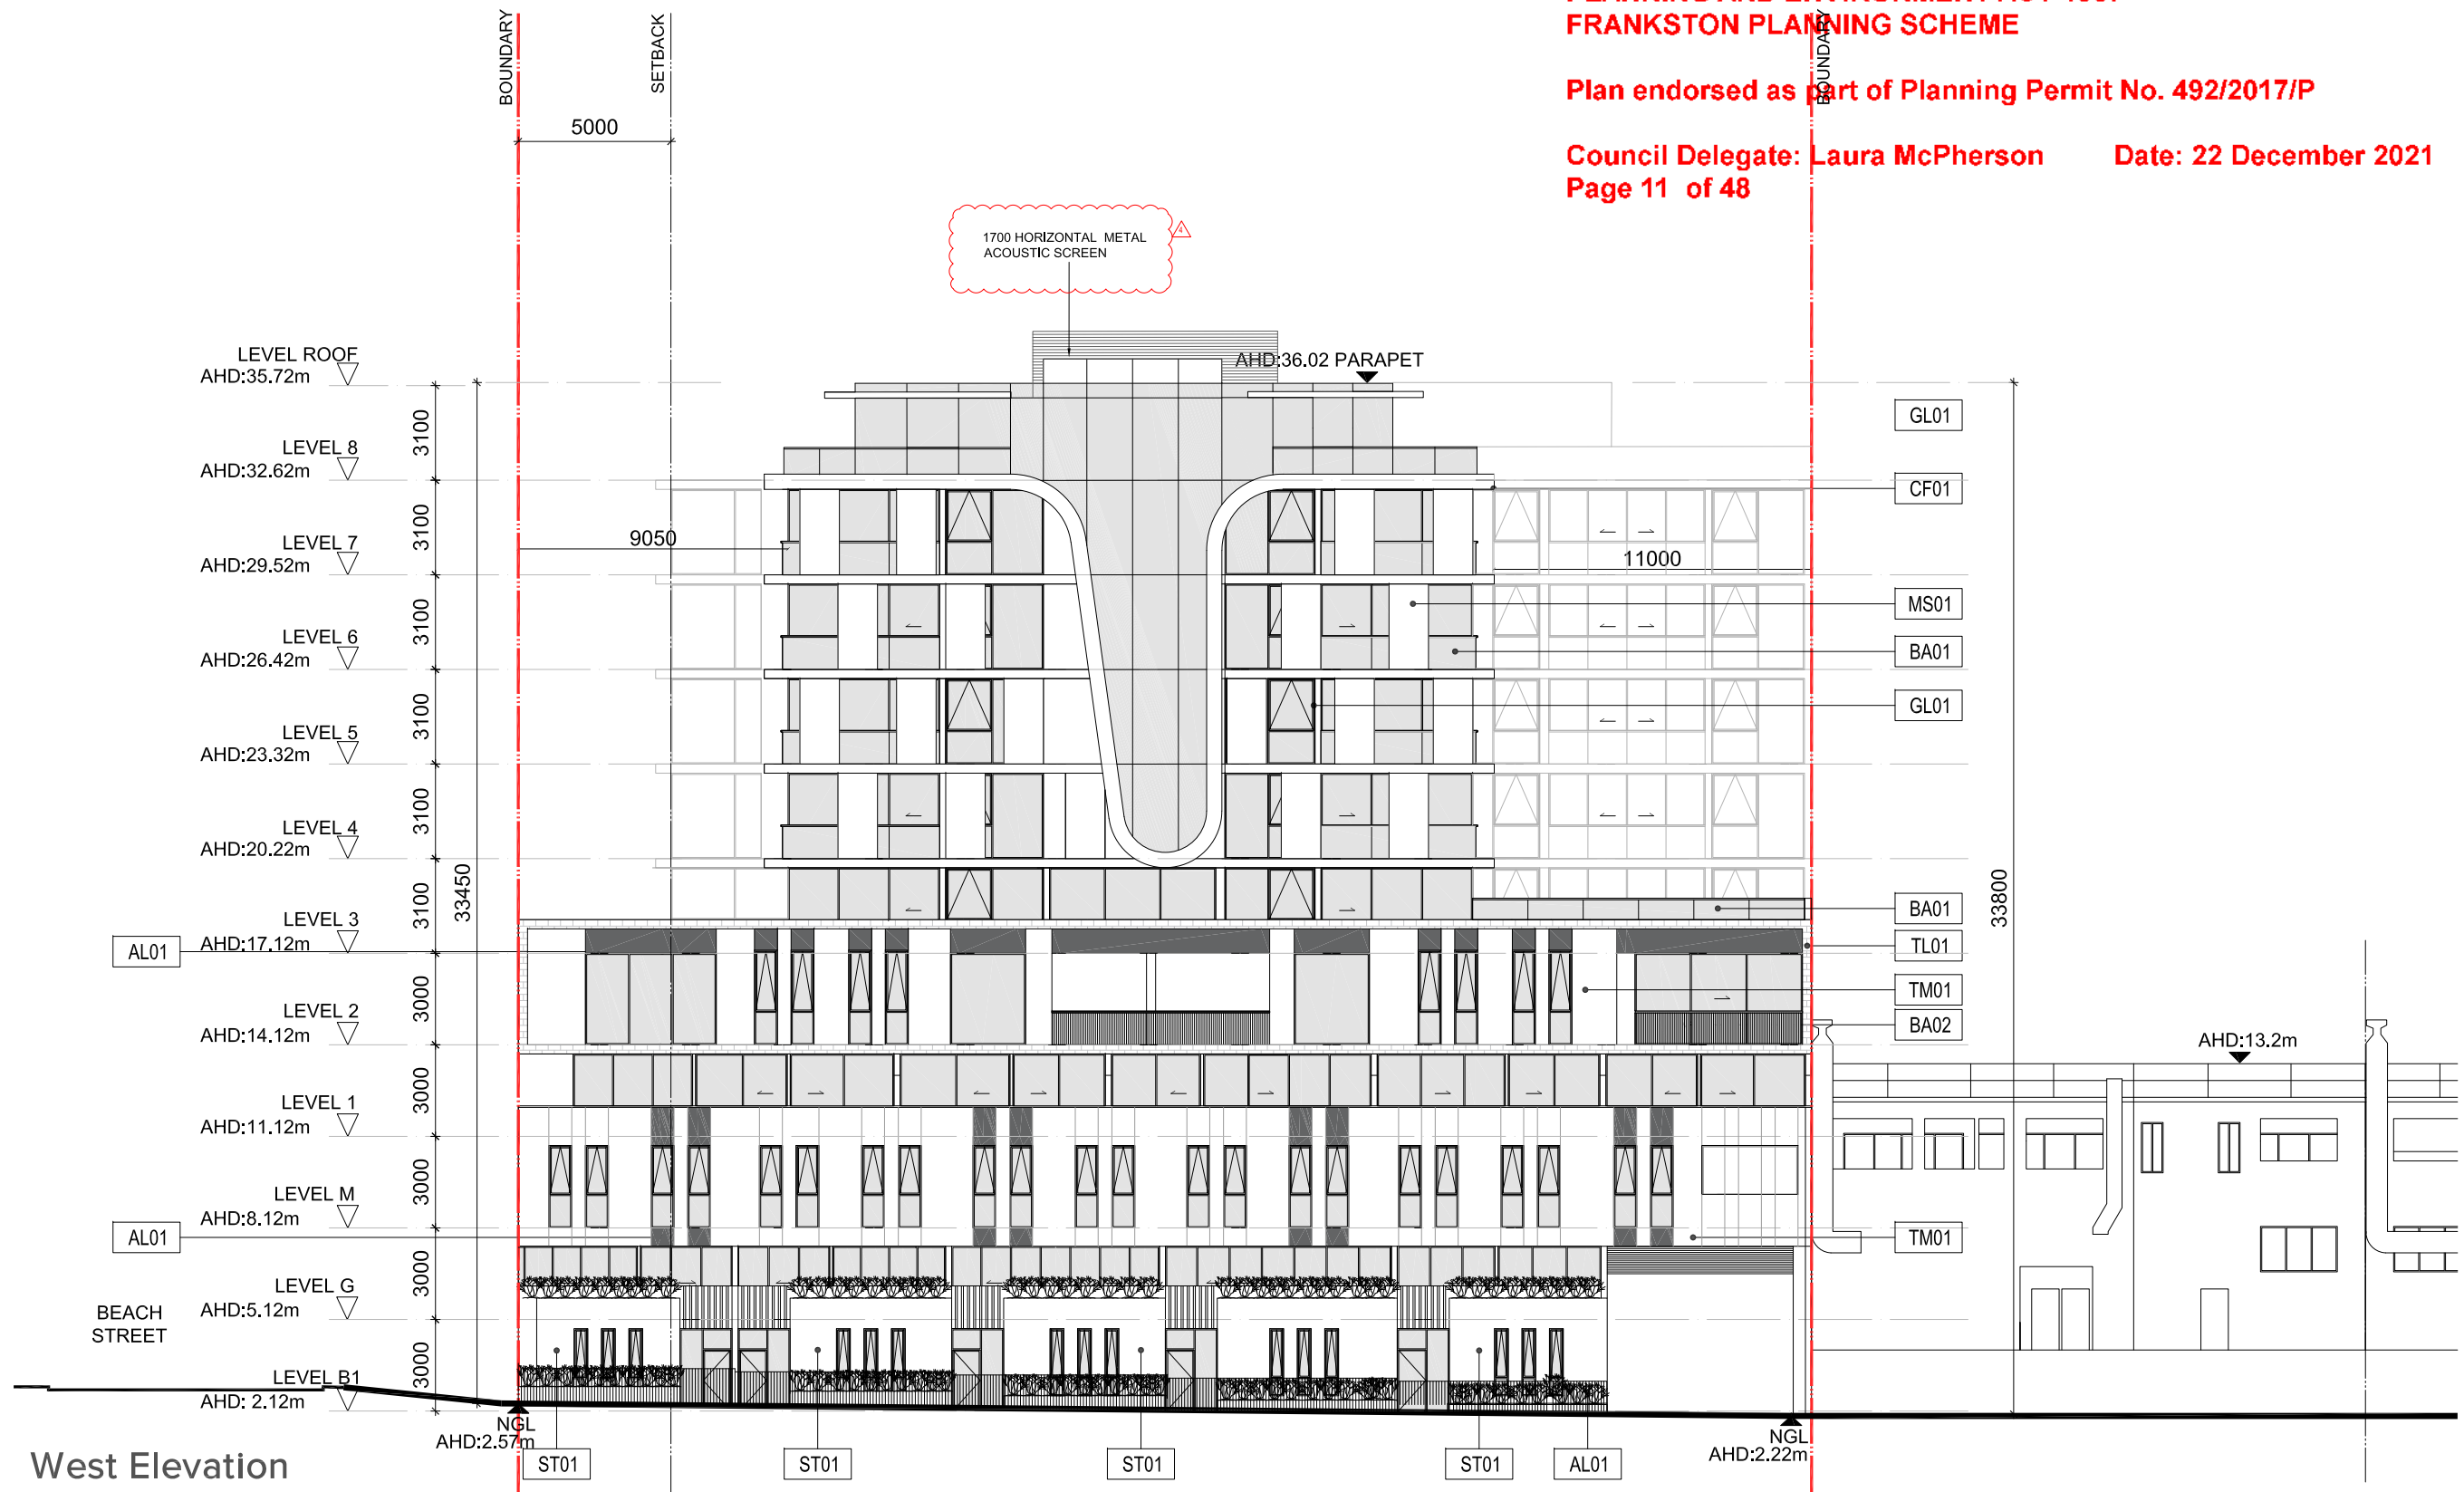 FRANKSTON PLANNING SCHEME
Plan endorsed as part of Planning Permit No. 492/2017/P
Council Delegate: Laura McPherson Date: 22 December 2021
Page 11 of 48
BOUNDARY
SETBACK
BOUNDARY
5000
1700 HORIZONTAL METAL
ACOUSTIC SCREEN
4
AHD:36.02 PARAPET
LEVEL ROOF
AHD:35.72m
3100
LEVEL 8
AHD:32.62m
3100
LEVEL 7
AHD:29.52m
3100
LEVEL 6
AHD:26.42m
3100
LEVEL 5
AHD:23.32m
3100
LEVEL 4
AHD:20.22m
3100
LEVEL 3
AHD:17.12m
3000
LEVEL 2
AHD:14.12m
3000
LEVEL 1
AHD:11.12m
3000
LEVEL M
AHD:8.12m
3000
LEVEL G
AHD:5.12m
3000
LEVEL B1
AHD: 2.12m
33450
9050
11000
33800
AL01
AL01
BEACH
STREET
GL01
CF01
MS01
BA01
GL01
BA01
TL01
TM01
BA02
TM01
AHD:13.2m
NGL
AHD:2.57m
NGL
AHD:2.22m
ST01
ST01
ST01
ST01
AL01
West Elevation